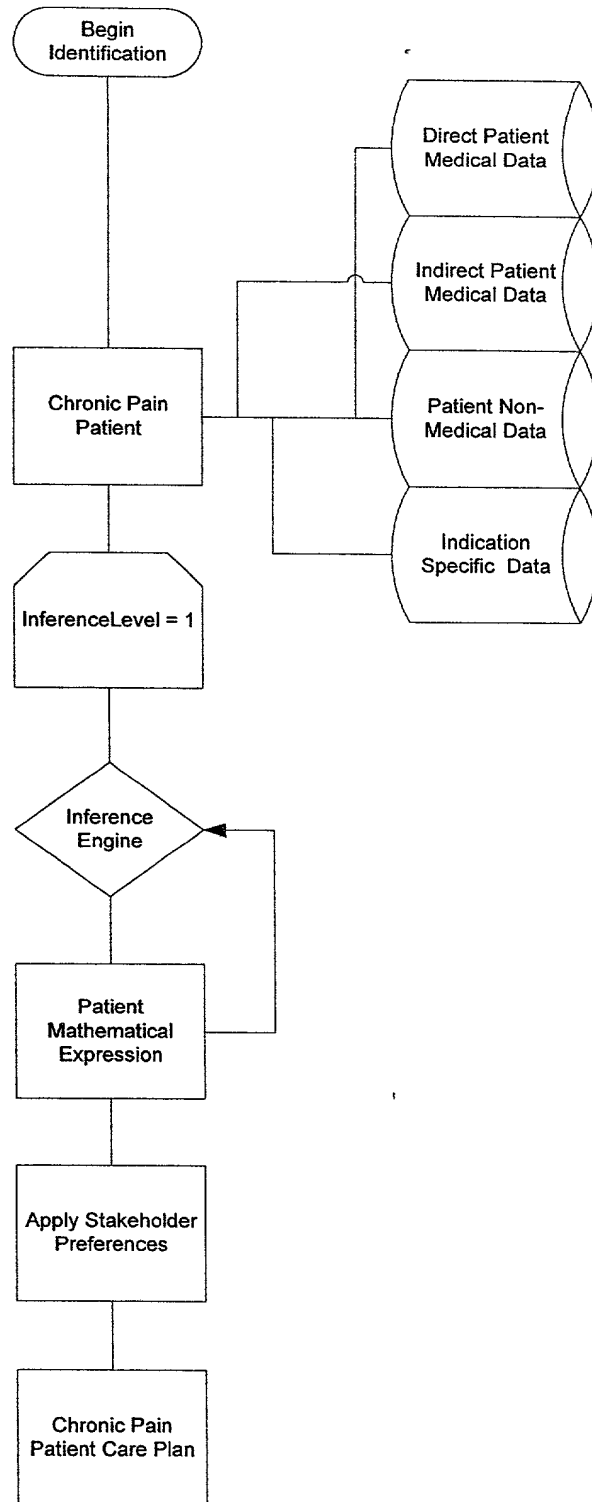 Begin
Identification
Direct Patient
Medical Data
Indirect Patient
Medical Data
Chronic Pain
Patient
Patient Non-
Medical Data
Indication
Specific Data
InferenceLevel = 1
Inference
Engine
Patient
Mathematical
Expression
Apply Stakeholder
Preferences
Chronic Pain
Patient Care Plan